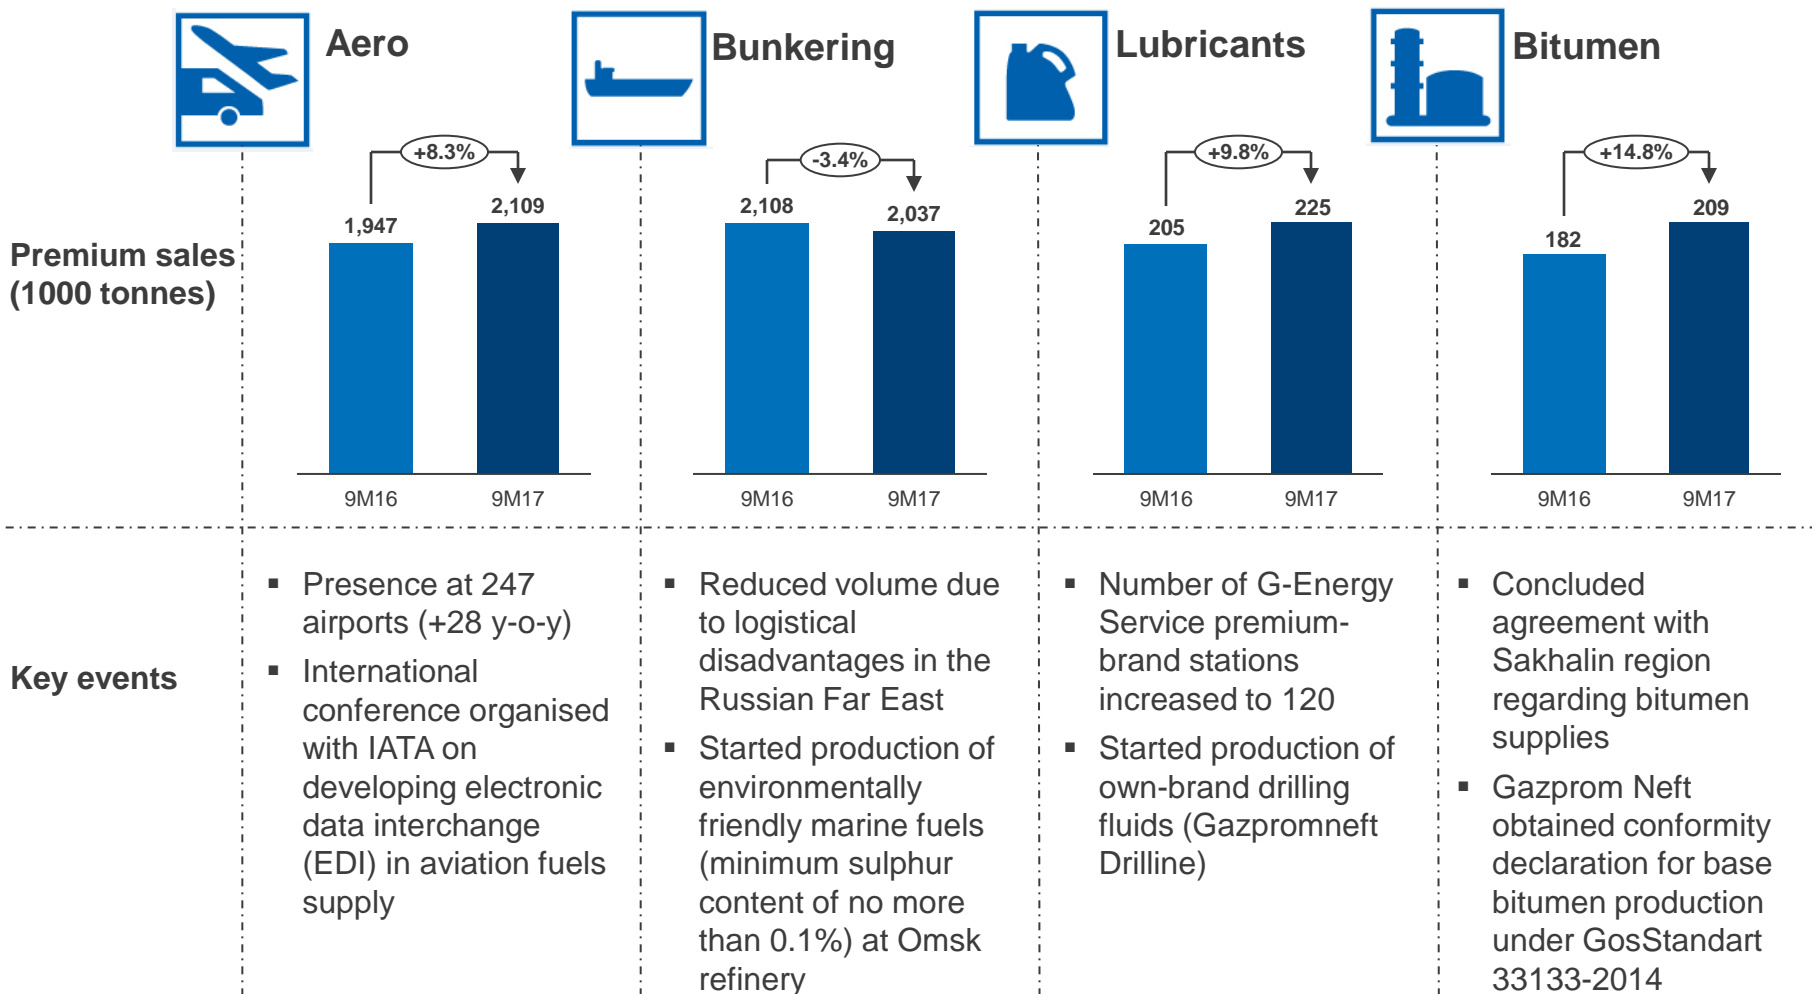 Aero
Bunkering
Lubricants
Bitumen
Premium sales
(1000 tonnes)
+8.3%
1,947
2,109
9M16
9M17
-3.4%
2,108
2,037
9M16
9M17
+9.8%
205
225
9M16
9M17
+14.8%
182
209
9M16
9M17
Key events
▪ Presence at 247
airports (+28 y-o-y)
▪ International
conference organised
with IATA on
developing electronic
data interchange
(EDI) in aviation fuels
supply
▪ Reduced volume due
to logistical
disadvantages in the
Russian Far East
▪ Started production of
environmentally
friendly marine fuels
(minimum sulphur
content of no more
than 0.1%) at Omsk
refinery
▪ Number of G-Energy
Service premium-
brand stations
increased to 120
▪ Started production of
own-brand drilling
fluids (Gazpromneft
Drilline)
▪ Concluded
agreement with
Sakhalin region
regarding bitumen
supplies
▪ Gazprom Neft
obtained conformity
declaration for base
bitumen production
under GosStandart
33133-2014